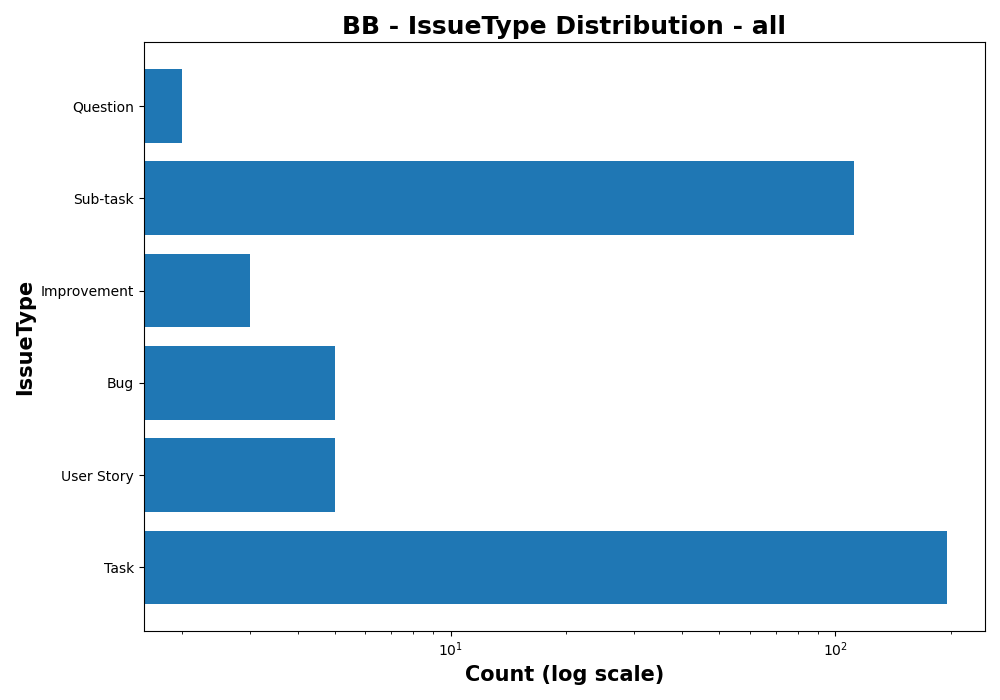 BB - IssueType Distribution - all
IssueType
Question
Sub-task
Improvement
Bug
User Story
Task
10¹ 10²
Count (log scale)